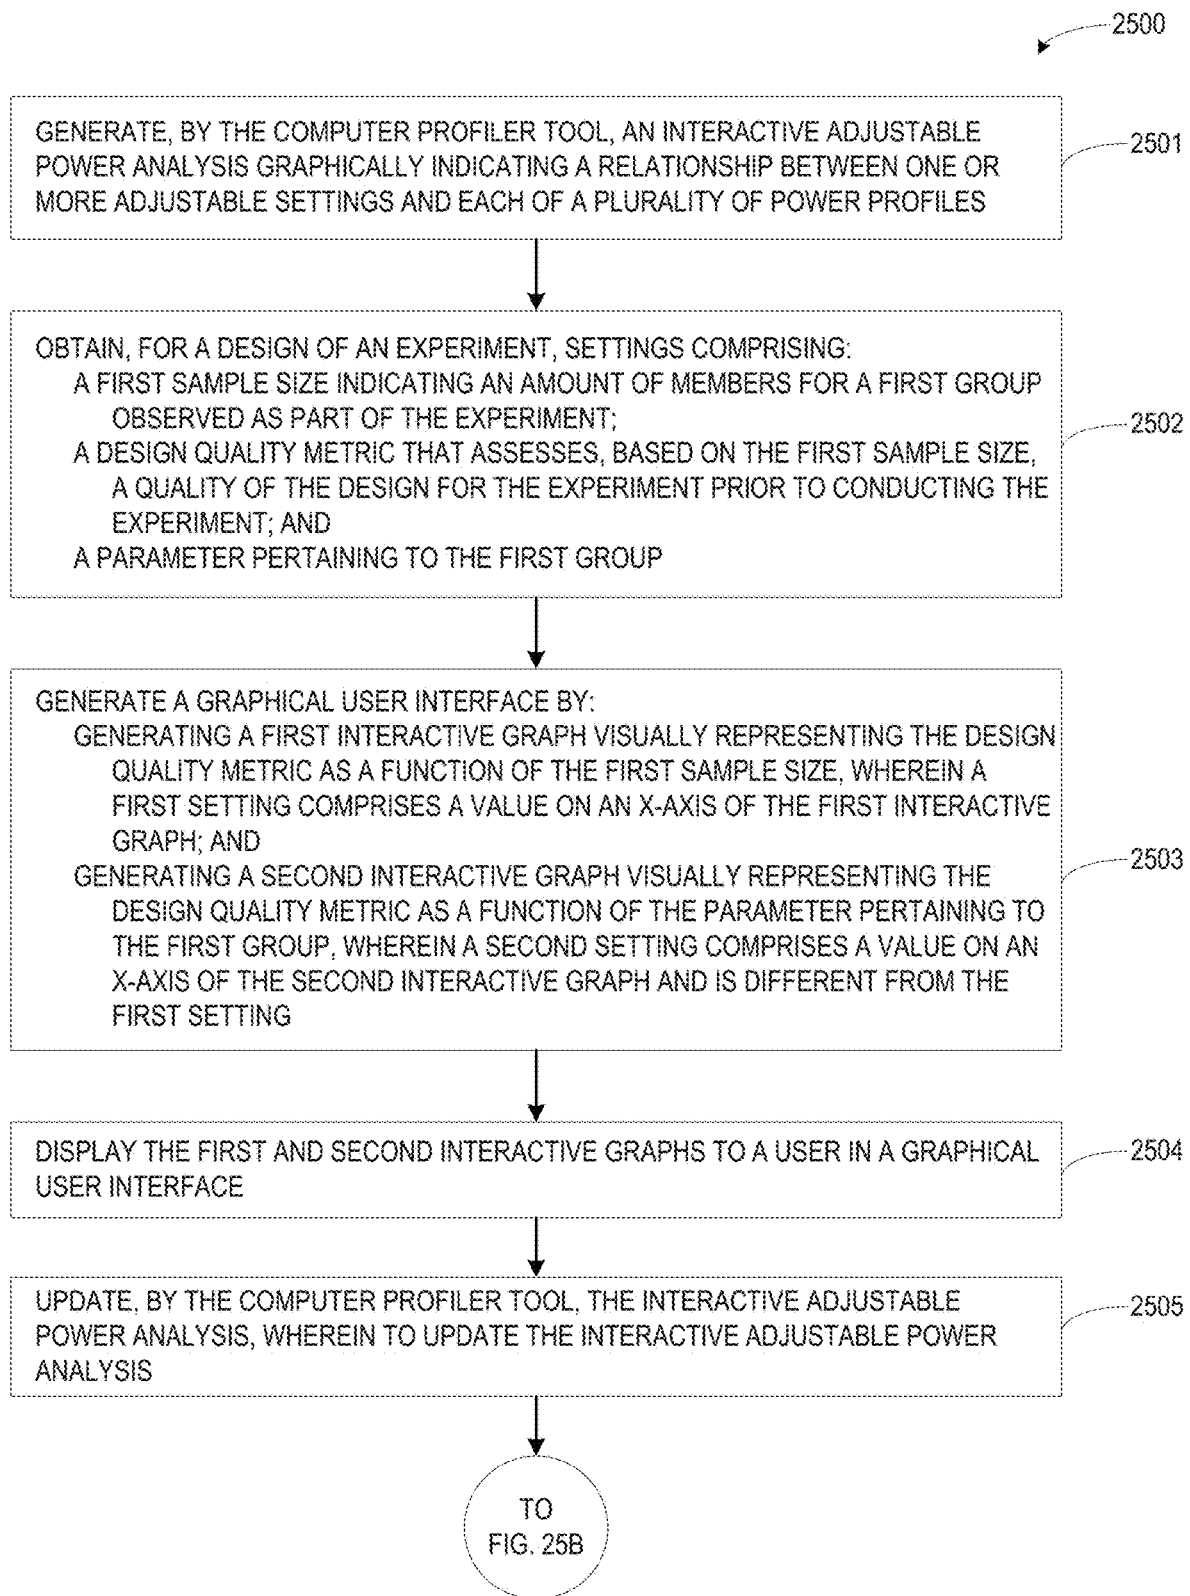 2500
GENERATE, BY THE COMPUTER PROFILER TOOL, AN INTERACTIVE ADJUSTABLE
POWER ANALYSIS GRAPHICALLY INDICATING A RELATIONSHIP BETWEEN ONE OR
MORE ADJUSTABLE SETTINGS AND EACH OF A PLURALITY OF POWER PROFILES
2501
OBTAIN, FOR A DESIGN OF AN EXPERIMENT, SETTINGS COMPRISING:
A FIRST SAMPLE SIZE INDICATING AN AMOUNT OF MEMBERS FOR A FIRST GROUP
OBSERVED AS PART OF THE EXPERIMENT;
A DESIGN QUALITY METRIC THAT ASSESSES, BASED ON THE FIRST SAMPLE SIZE,
A QUALITY OF THE DESIGN FOR THE EXPERIMENT PRIOR TO CONDUCTING THE
EXPERIMENT; AND
A PARAMETER PERTAINING TO THE FIRST GROUP
2502
GENERATE A GRAPHICAL USER INTERFACE BY:
GENERATING A FIRST INTERACTIVE GRAPH VISUALLY REPRESENTING THE DESIGN
QUALITY METRIC AS A FUNCTION OF THE FIRST SAMPLE SIZE, WHEREIN A
FIRST SETTING COMPRISES A VALUE ON AN X-AXIS OF THE FIRST INTERACTIVE
GRAPH; AND
GENERATING A SECOND INTERACTIVE GRAPH VISUALLY REPRESENTING THE
DESIGN QUALITY METRIC AS A FUNCTION OF THE PARAMETER PERTAINING TO
THE FIRST GROUP, WHEREIN A SECOND SETTING COMPRISES A VALUE ON AN
X-AXIS OF THE SECOND INTERACTIVE GRAPH AND IS DIFFERENT FROM THE
FIRST SETTING
2503
DISPLAY THE FIRST AND SECOND INTERACTIVE GRAPHS TO A USER IN A GRAPHICAL
USER INTERFACE
2504
UPDATE, BY THE COMPUTER PROFILER TOOL, THE INTERACTIVE ADJUSTABLE
POWER ANALYSIS, WHEREIN TO UPDATE THE INTERACTIVE ADJUSTABLE POWER
ANALYSIS
2505
TO
FIG. 25B